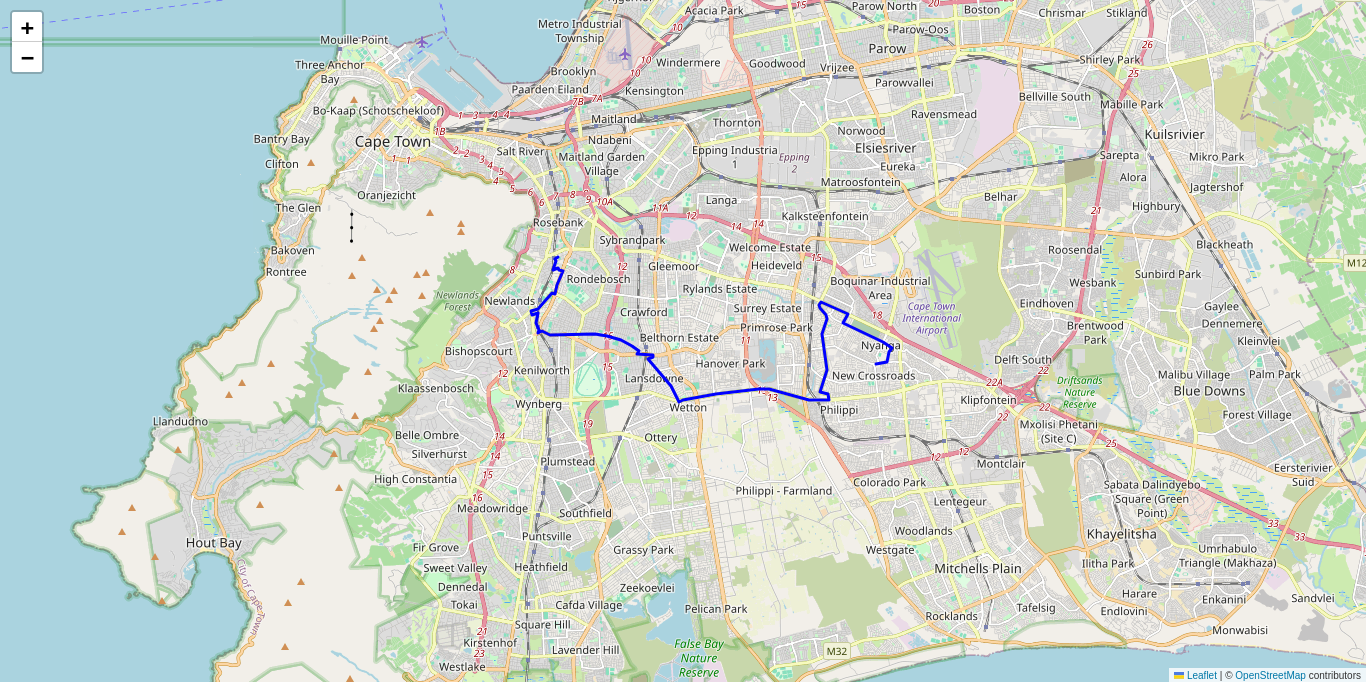 +
−
Acacia Park
Parow North
Boston
Chrismar
Stikland
Metro Industrial
Township
Parow-Oos
Mouille Point
Parow
Three Anchor
Bay
Windermere
Goodwood
Vrijzee
Shirley Park
Brooklyn
Paarden Eiland
Kensington
Parowvallei
Bellville South
Mabille Park
Bo-Kaap (Schotschekloof)
Maitland
Thornton
Ravensmead
Bantry Bay
Cape Town
Ndabeni
Norwood
Kuilsrivier
Salt River
Maitland Garden
Village
Epping Industria
1
Epping
2
Elsiesriver
Eureka
Sarepta
Mikro Park
Clifton
Matroosfontein
Alora
Jagtershof
Oranjezicht
Langa
Belhar
Highbury
The Glen
Rosebank
Kalksteenfontein
Sybrandpark
Welcome Estate
Blackheath
Bakoven
Roosendal
M12
Rontree
Gleemoor
Heideveld
Sunbird Park
Rondebosch
Boquinar Industrial
Area
Wesbank
Newlands
Forest
Newlands
Rylands Estate
Eindhoven
Gaylee
Crawford
Surrey Estate
Cape Town
International
Airport
Brentwood
Park
Dennemere
Primrose Park
Kleinvlei
Bishopscourt
Belthorn Estate
Nyanga
Delft South
Kenilworth
Hanover Park
New Crossroads
Malibu Village
Palm Park
Klaassenbosch
Lansdowne
22A
22
Driftsands
Nature
Reserve
Blue Downs
Wynberg
Wetton
Philippi
Klipfontein
Forest Village
Llandudno
Belle Ombre
Ottery
Mxolisi Phetani
(Site C)
Silverhurst
Plumstead
Montclair
Eersterivier
Suid
High Constantia
Philippi - Farmland
Colorado Park
Sabata Dalindyebo
Square (Green
Point)
Meadowridge
Southfield
Lentegeur
Hout Bay
Puntsville
Woodlands
Khayelitsha
Fir Grove
Grassy Park
Westgate
Umrhabulo
Triangle (Makhaza)
Sweet Valley
Heathfield
Mitchells Plain
Ilitha Park
City of Cape Town
Dennedal
Zeekoevlei
Harare
Enkanini
Sandvlei
Tokai
Cafda Village
Pelican Park
Rocklands
Tafelsig
Endlovini
Square Hill
Monwabisi
Kirstenhof
Lavender Hill
False Bay
Nature
Reserve
M32
Westlake
Leaflet | © OpenStreetMap contributors